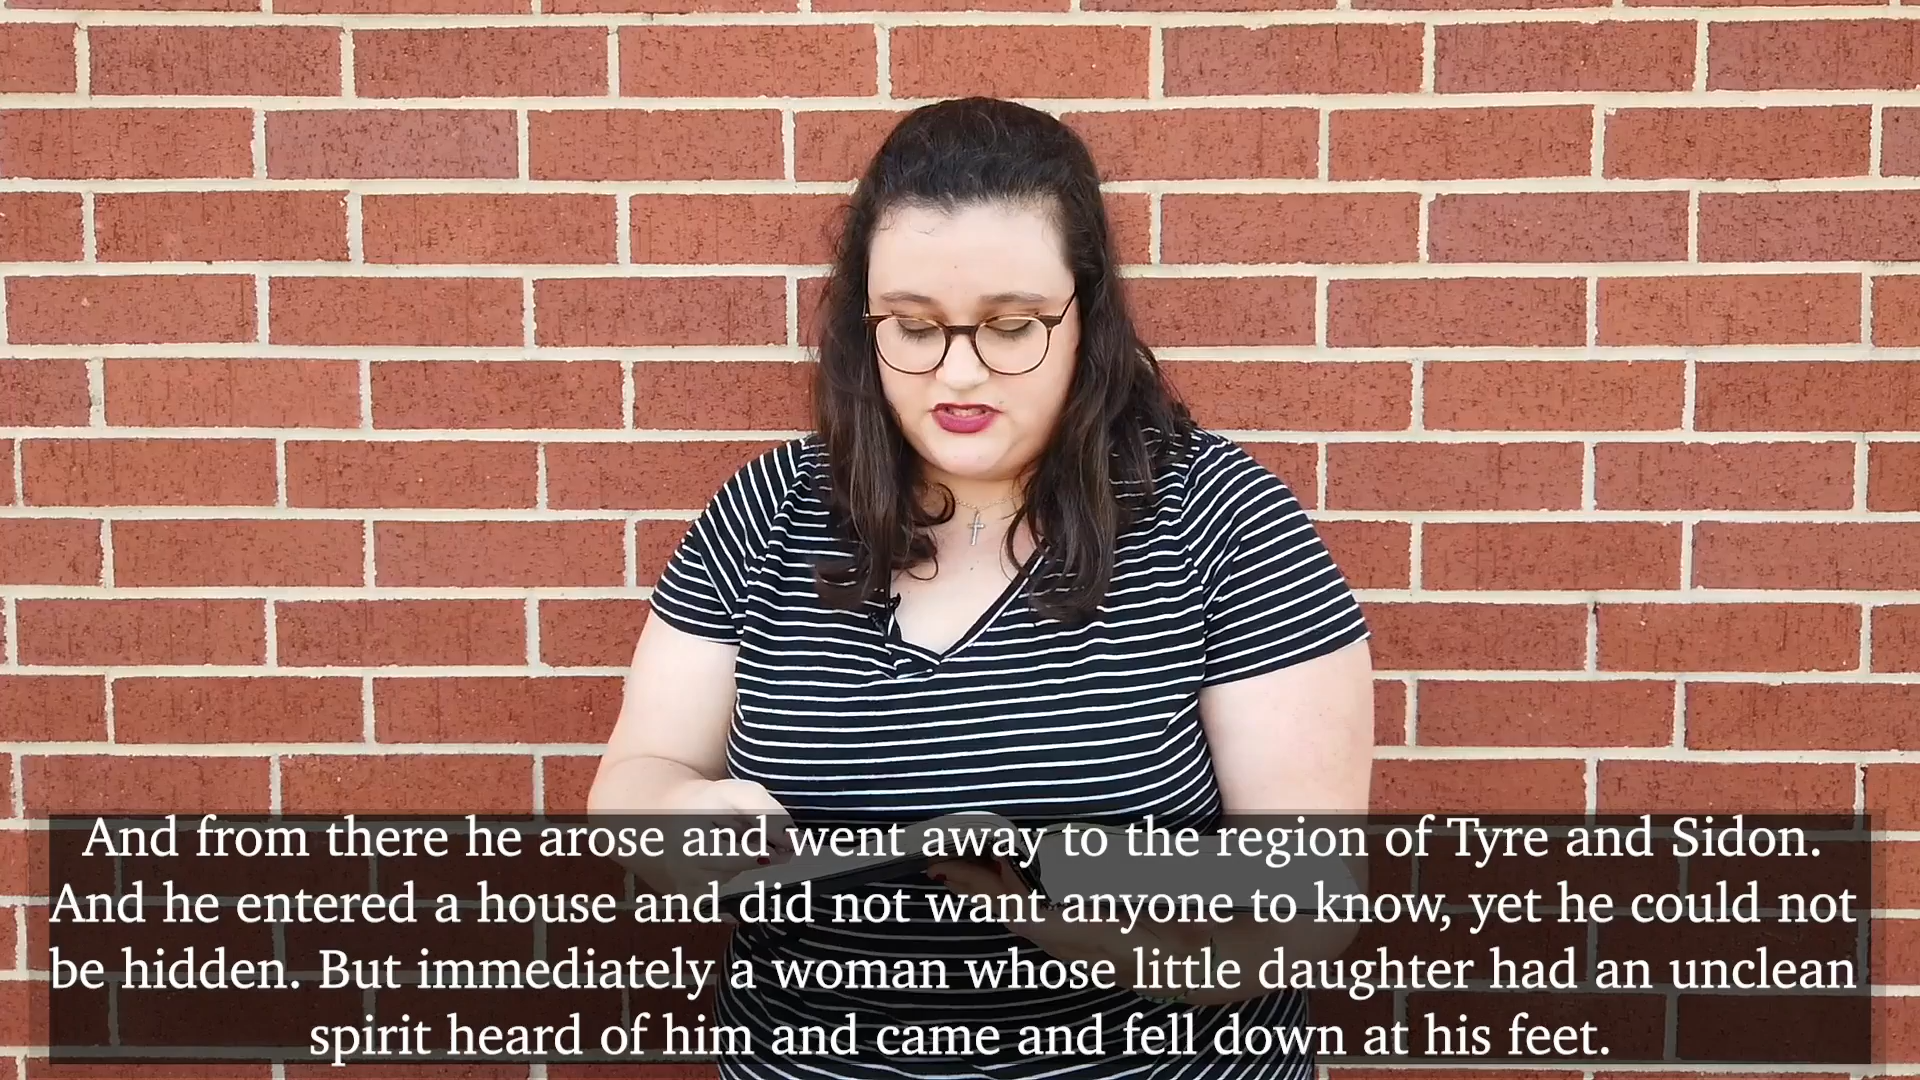 And from there he arose and went away to the region of Tyre and Sidon.
And he entered a house and did not want anyone to know, yet he could not
be hidden. But immediately a woman whose little daughter had an unclean
spirit heard of him and came and fell down at his feet.